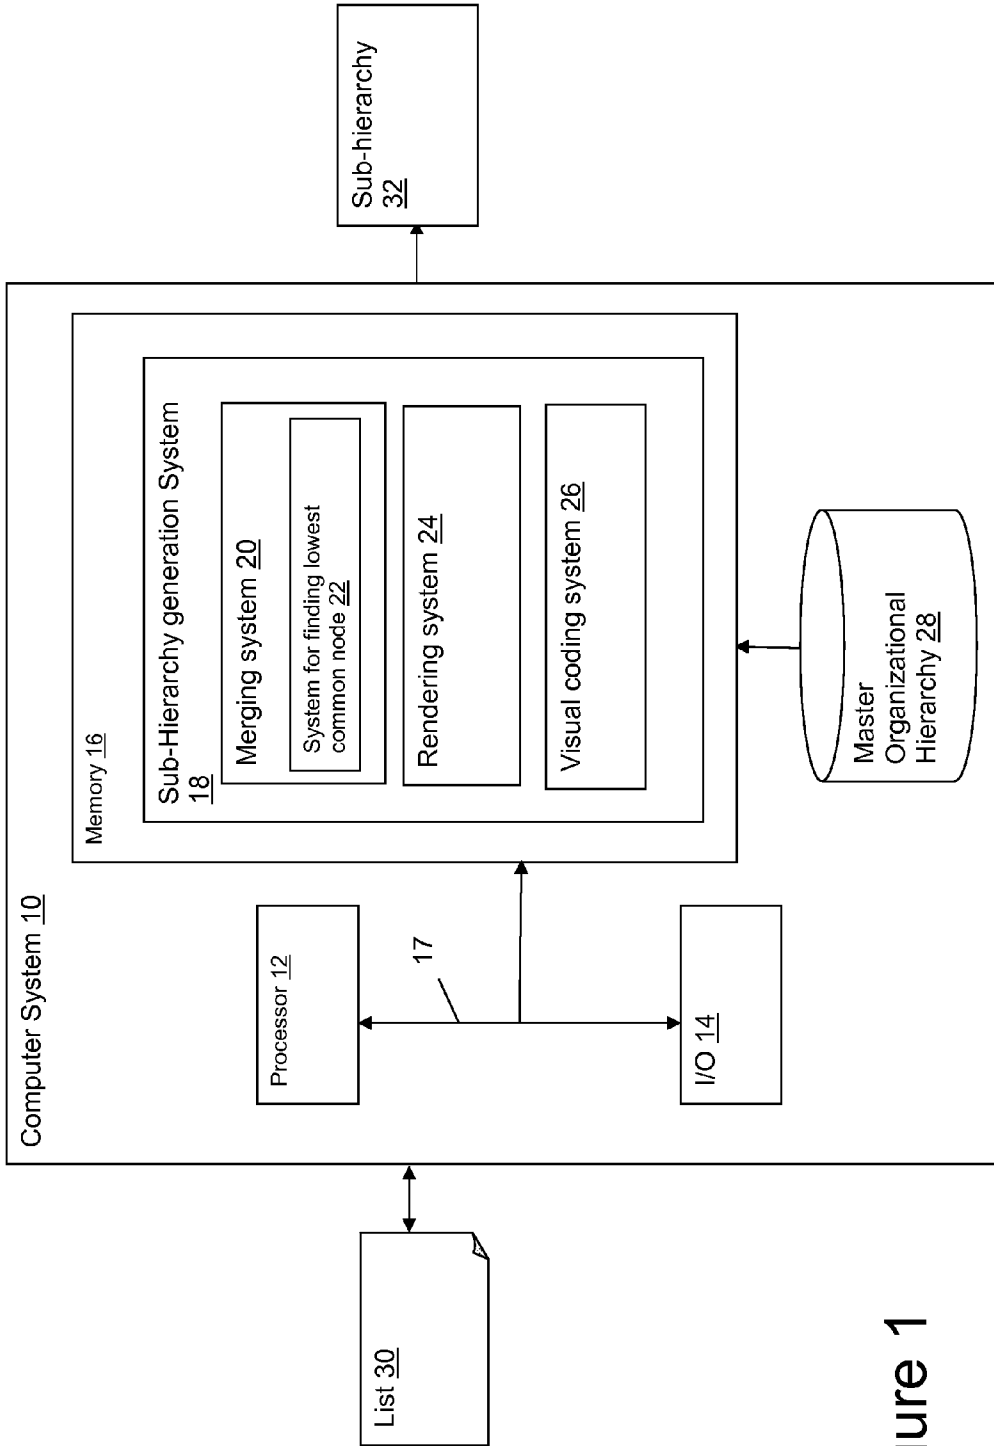 Computer System 10
Memory 16
Sub-Hierarchy generation System
18
Merging system 20
System for finding lowest
common node 22
Rendering system 24
Visual coding system 26
Processor 12
17
I/O 14
List 30
Sub-hierarchy
32
Master
Organizational
Hierarchy 28
ure 1